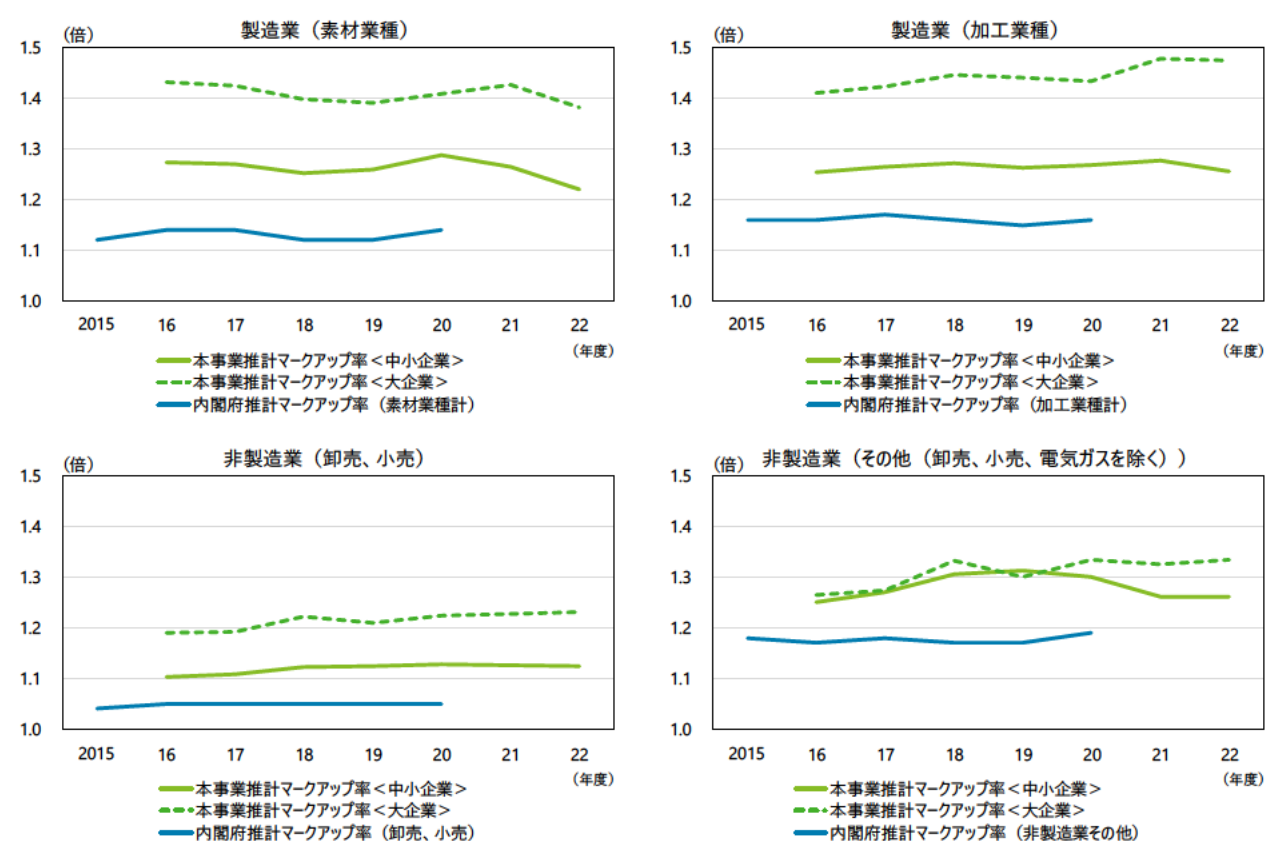 製造業（素材業種）
（倍）
1.5
1.4
1.3
1.2
1.1
1.0
2015 16 17 18 19 20 21 22
（年度）
本事業推計マークアップ率＜中小企業＞
本事業推計マークアップ率＜大企業＞
内閣府推計マークアップ率（素材業種計）
製造業（加工業種）
（倍）
1.5
1.4
1.3
1.2
1.1
1.0
2015 16 17 18 19 20 21 22
（年度）
本事業推計マークアップ率＜中小企業＞
本事業推計マークアップ率＜大企業＞
内閣府推計マークアップ率（加工業種計）
非製造業（卸売、小売）
（倍）
1.5
1.4
1.3
1.2
1.1
1.0
2015 16 17 18 19 20 21 22
（年度）
本事業推計マークアップ率＜中小企業＞
本事業推計マークアップ率＜大企業＞
内閣府推計マークアップ率（卸売、小売）
非製造業（その他（卸売、小売、電気ガスを除く））
（倍）
1.5
1.4
1.3
1.2
1.1
1.0
2015 16 17 18 19 20 21 22
（年度）
本事業推計マークアップ率＜中小企業＞
本事業推計マークアップ率＜大企業＞
内閣府推計マークアップ率（非製造業その他）